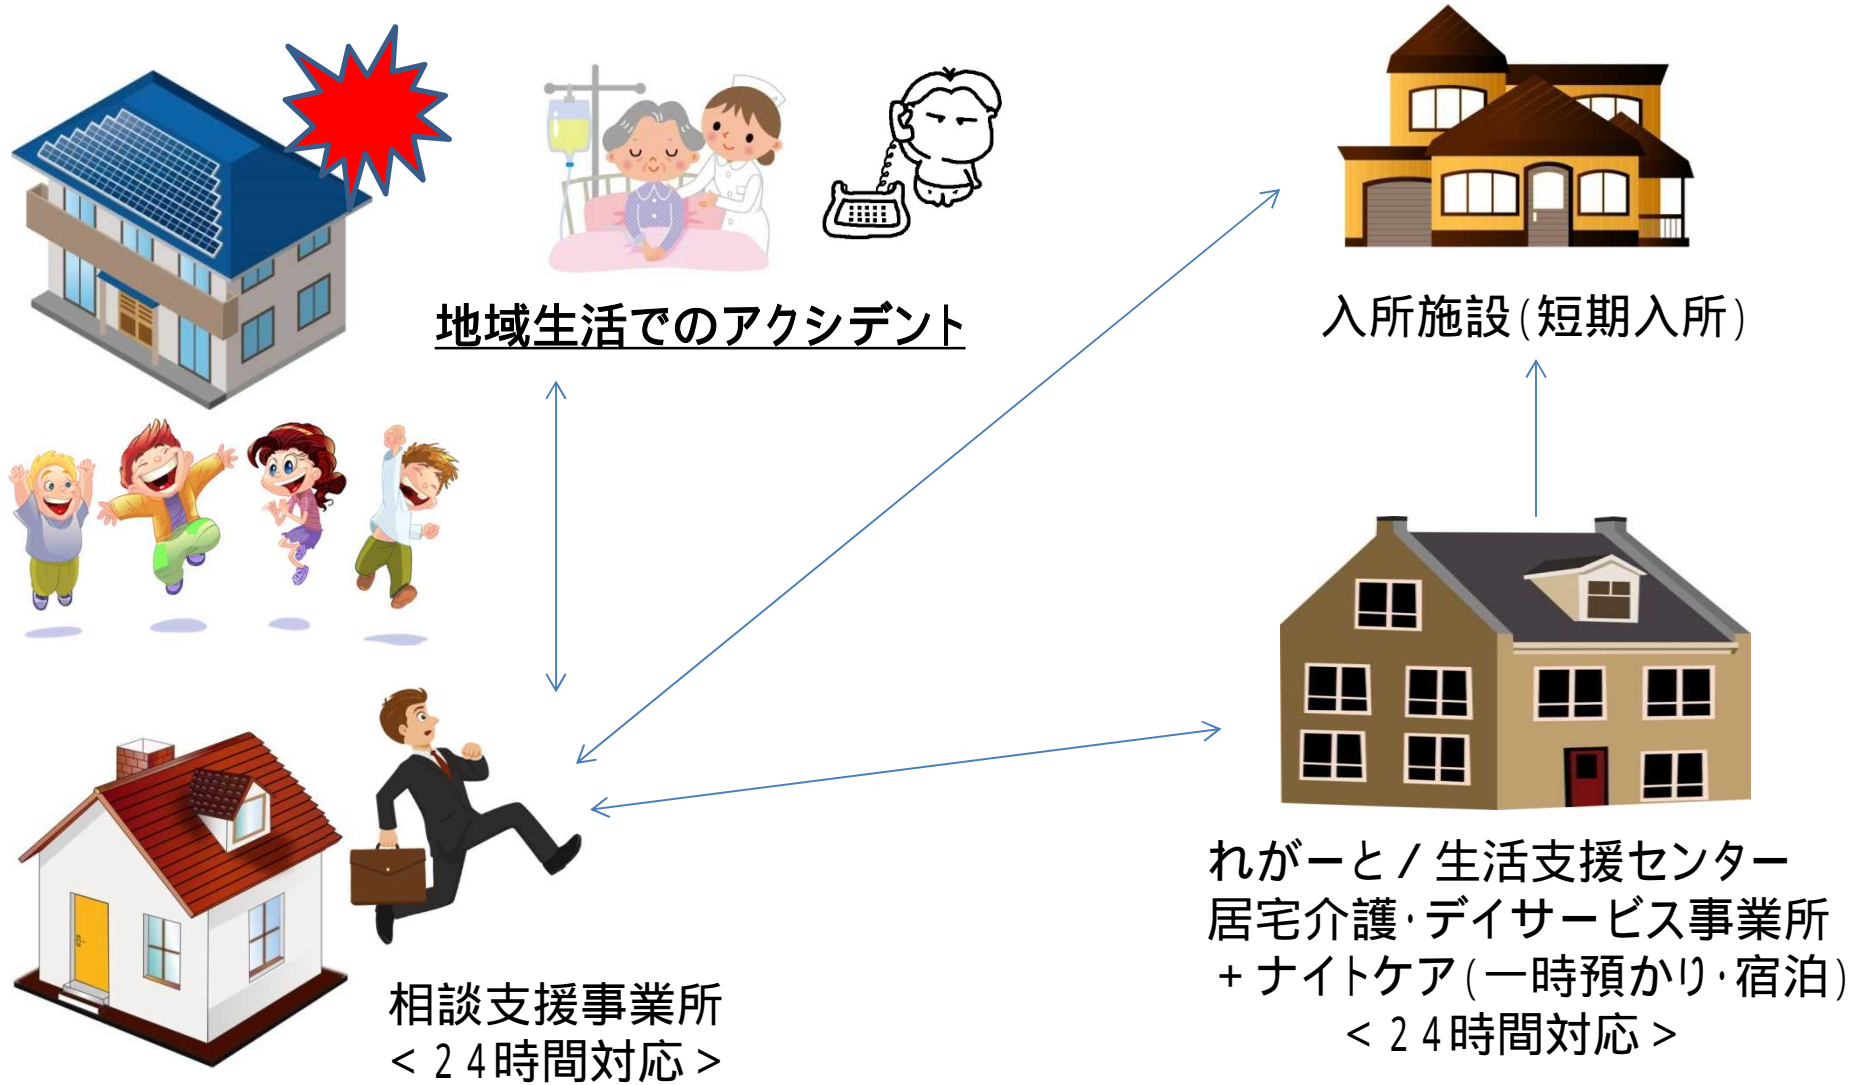 地域生活でのアクシデント
入所施設(短期入所)
れがーと/生活支援センター
居宅介護・デイサービス事業所
+ナイトケア(一時預かり・宿泊)
<24時間対応>
相談支援事業所
<24時間対応>